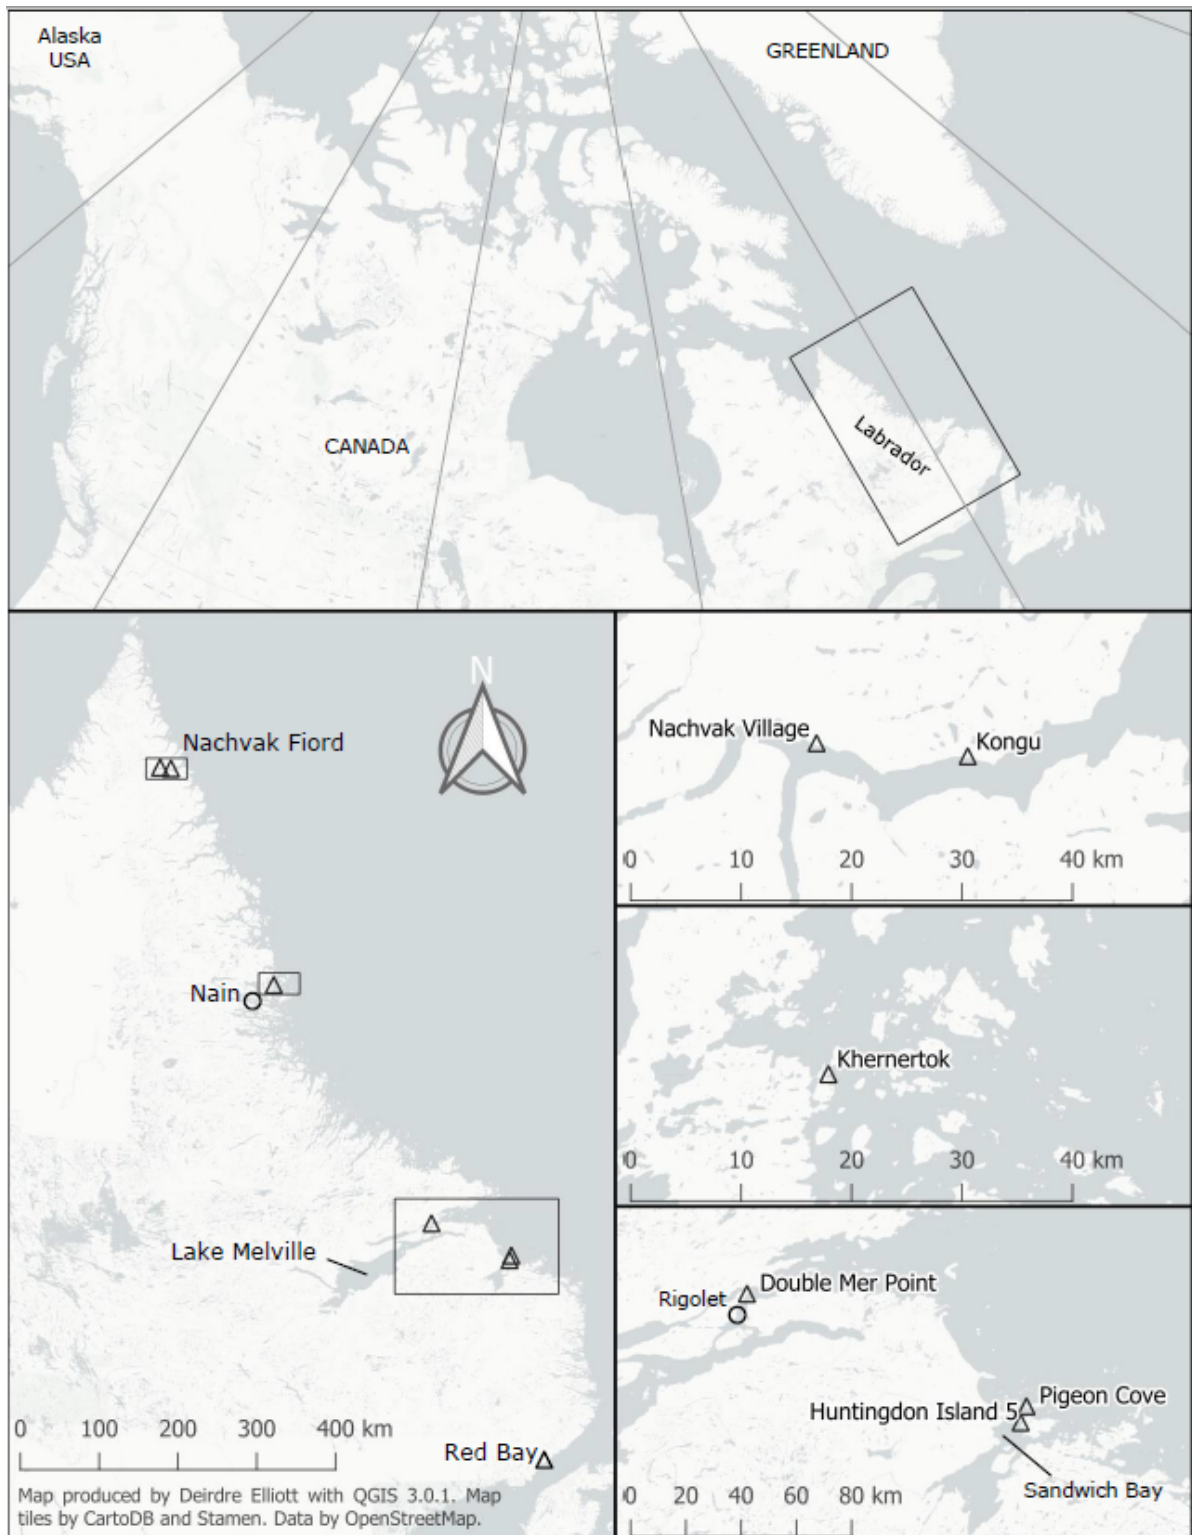 Alaska
USA
GREENLAND
CANADA
Labrador
N
Nachvak Fiord
Nain
Lake Melville
0 100 200 300 400 km
Red Bay
Map produced by Deirdre Elliott with QGIS 3.0.1. Map
tiles by CartoDB and Stamen. Data by OpenStreetMap.
Nachvak Village
Kongu
0 10 20 30 40 km
Khernertok
0 10 20 30 40 km
Double Mer Point
Rigolet
Pigeon Cove
Huntingdon Island 5
Sandwich Bay
0 20 40 60 80 km